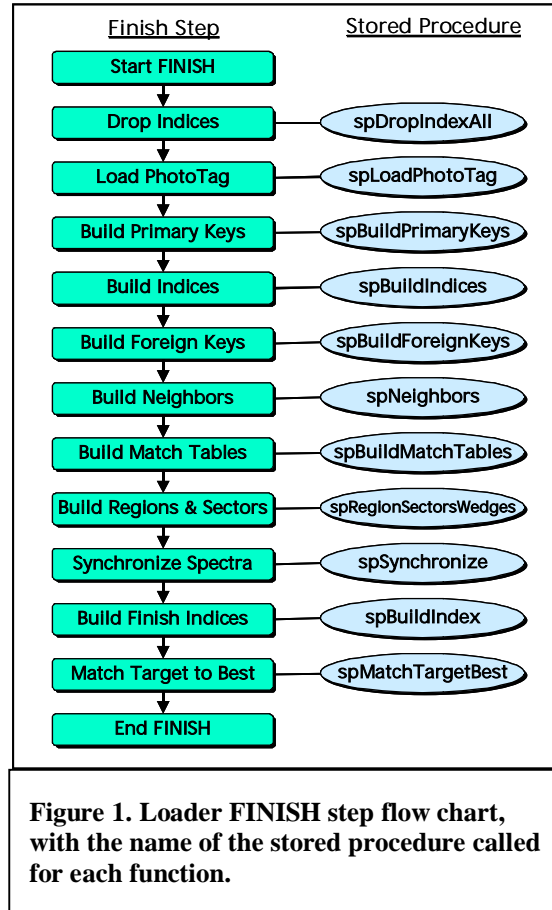 Finish Step Stored Procedure
Start FINISH
Drop Indices spDropIndexAll
Load PhotoTag spLoadPhotoTag
Build Primary Keys spBuildPrimaryKeys
Build Indices spBuildIndices
Build Foreign Keys spBuildForeignKeys
Build Neighbors spNeighbors
Build Match Tables spBuildMatchTables
Build Regions & Sectors spRegionSectorsWedges
Synchronize Spectra spSynchronize
Build Finish Indices spBuildIndex
Match Target to Best spMatchTargetBest
End FINISH
Figure 1. Loader FINISH step flow chart,
with the name of the stored procedure called
for each function.